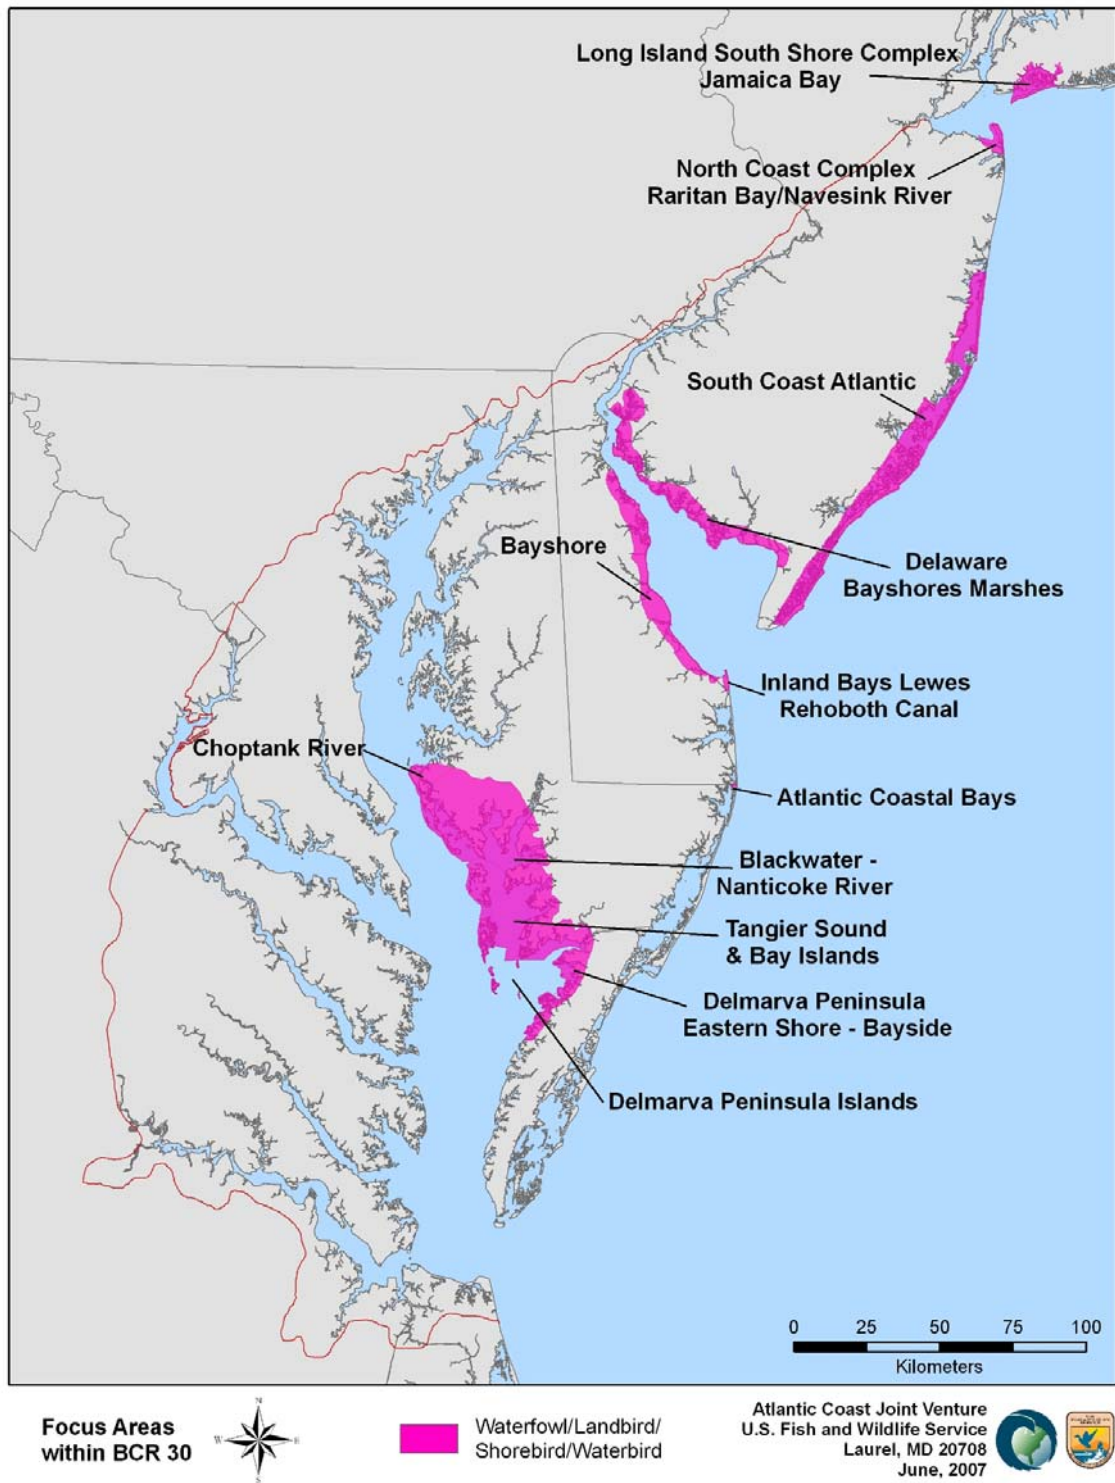 Long Island South Shore Complex
Jamaica Bay
North Coast Complex
Raritan Bay/Navesink River
South Coast Atlantic
Bayshore
Delaware
Bayshores Marshes
Inland Bays Lewes
Rehoboth Canal
Choptank River
Atlantic Coastal Bays
Blackwater -
Nanticoke River
Tangier Sound
& Bay Islands
Delmarva Peninsula
Eastern Shore - Bayside
Delmarva Peninsula Islands
0 25 50 75 100
Kilometers
Focus Areas
within BCR 30
N
W E
S
Waterfowl/Landbird/
Shorebird/Waterbird
Atlantic Coast Joint Venture
U.S. Fish and Wildlife Service
Laurel, MD 20708
June, 2007